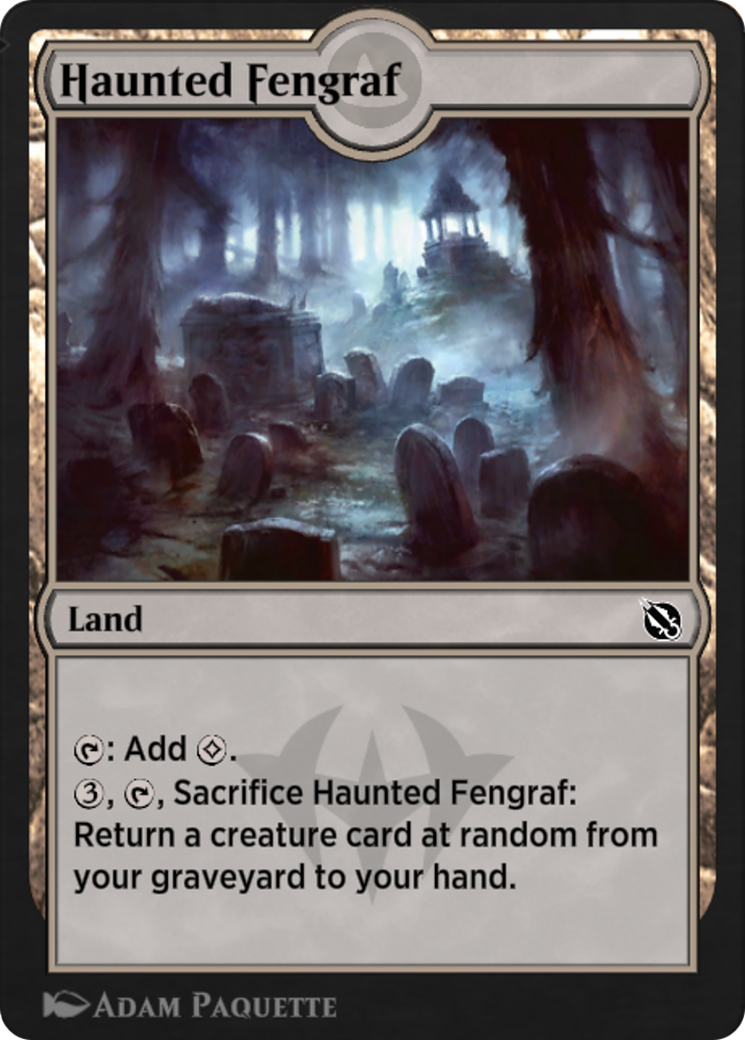 Haunted Fengraf
Land
: Add .
3, , Sacrifice Haunted Fengraf:
Return a creature card at random from
your graveyard to your hand.
Adam Paquette